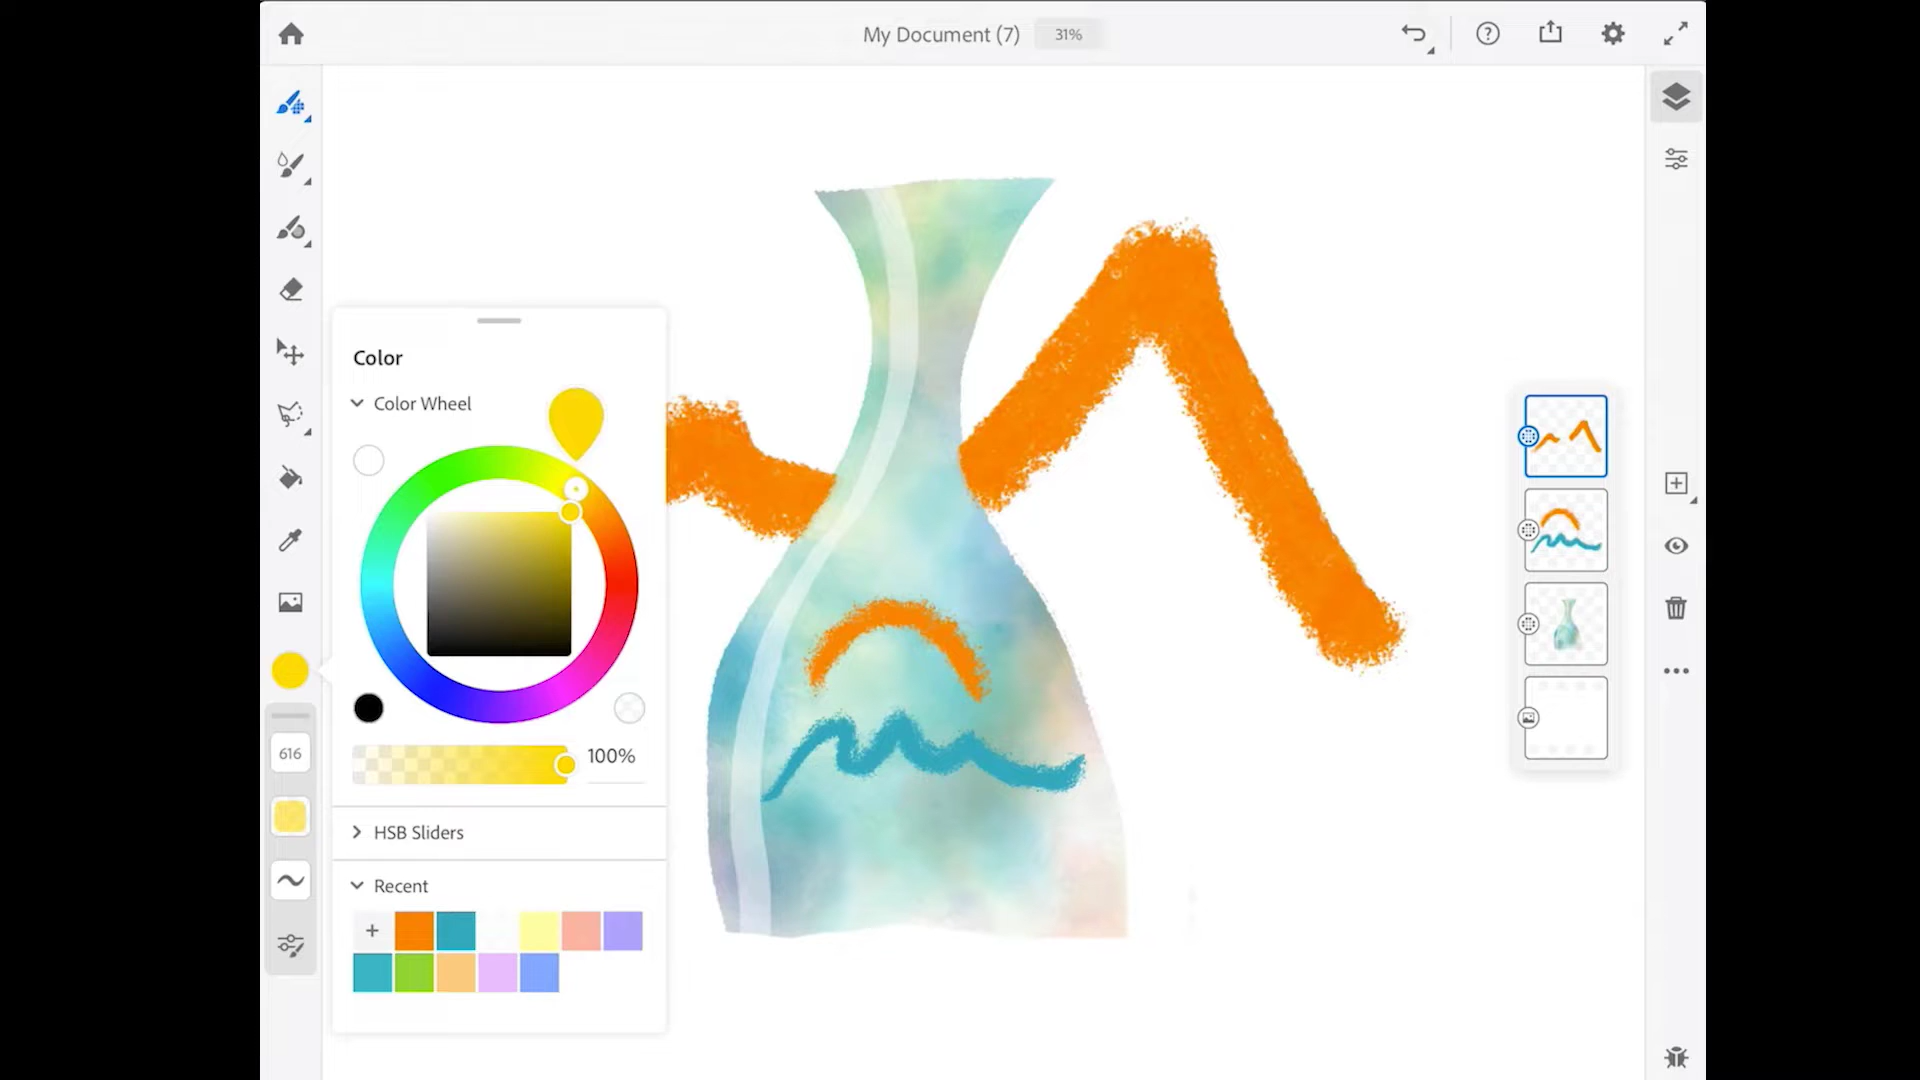 My Document (7) 31%
Color
Color Wheel
100%
616
HSB Sliders
Recent